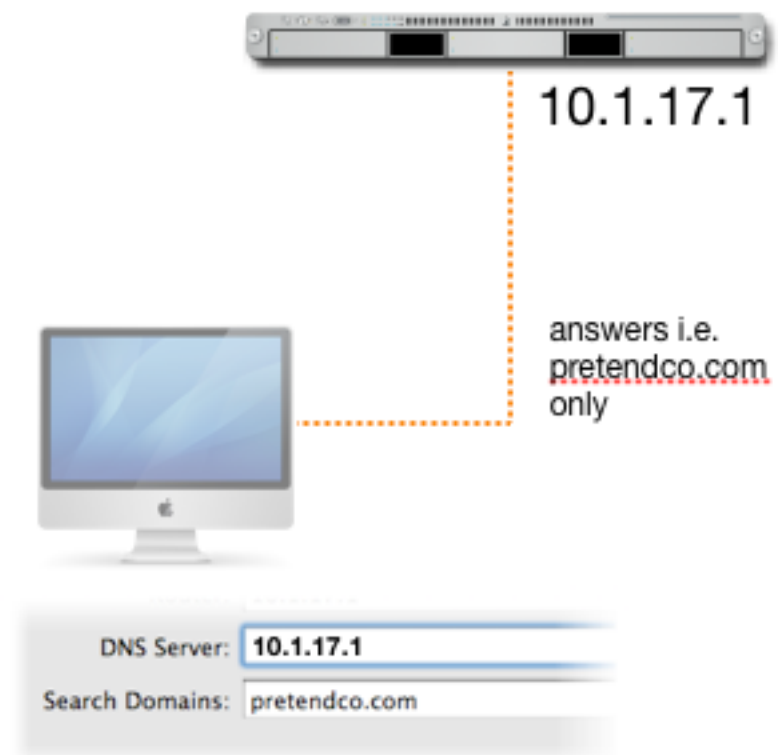 10.1.17.1
answers i.e.
pretendco.com
only
DNS Server: 10.1.17.1
Search Domains: pretendco.com